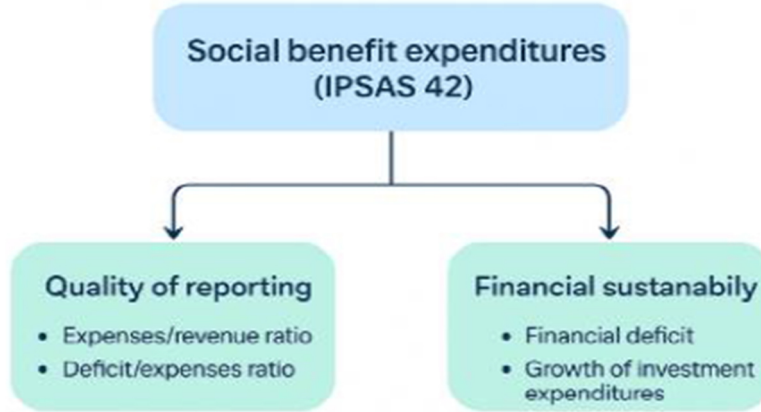 Social benefit expenditures
(IPSAS 42)
Quality of reporting
• Expenses/revenue ratio
• Deficit/expenses ratio
Financial sustanabily
• Financial deficit
• Growth of investment
expenditures